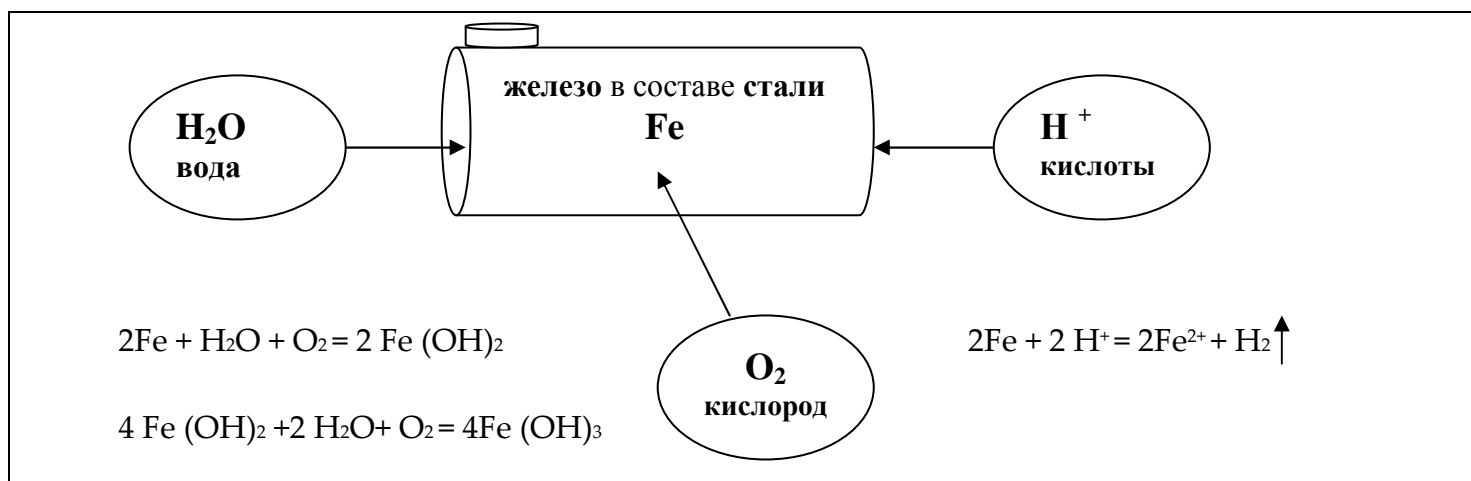 железо в составе стали
Fe
H₂O
вода
H ⁺
кислоты
2Fe + H₂O + O₂ = 2 Fe (OH)₂
2Fe + 2 H⁺ = 2Fe²⁺ + H₂↑
O₂
кислород
4 Fe (OH)₂ +2 H₂O+ O₂ = 4Fe (OH)₃